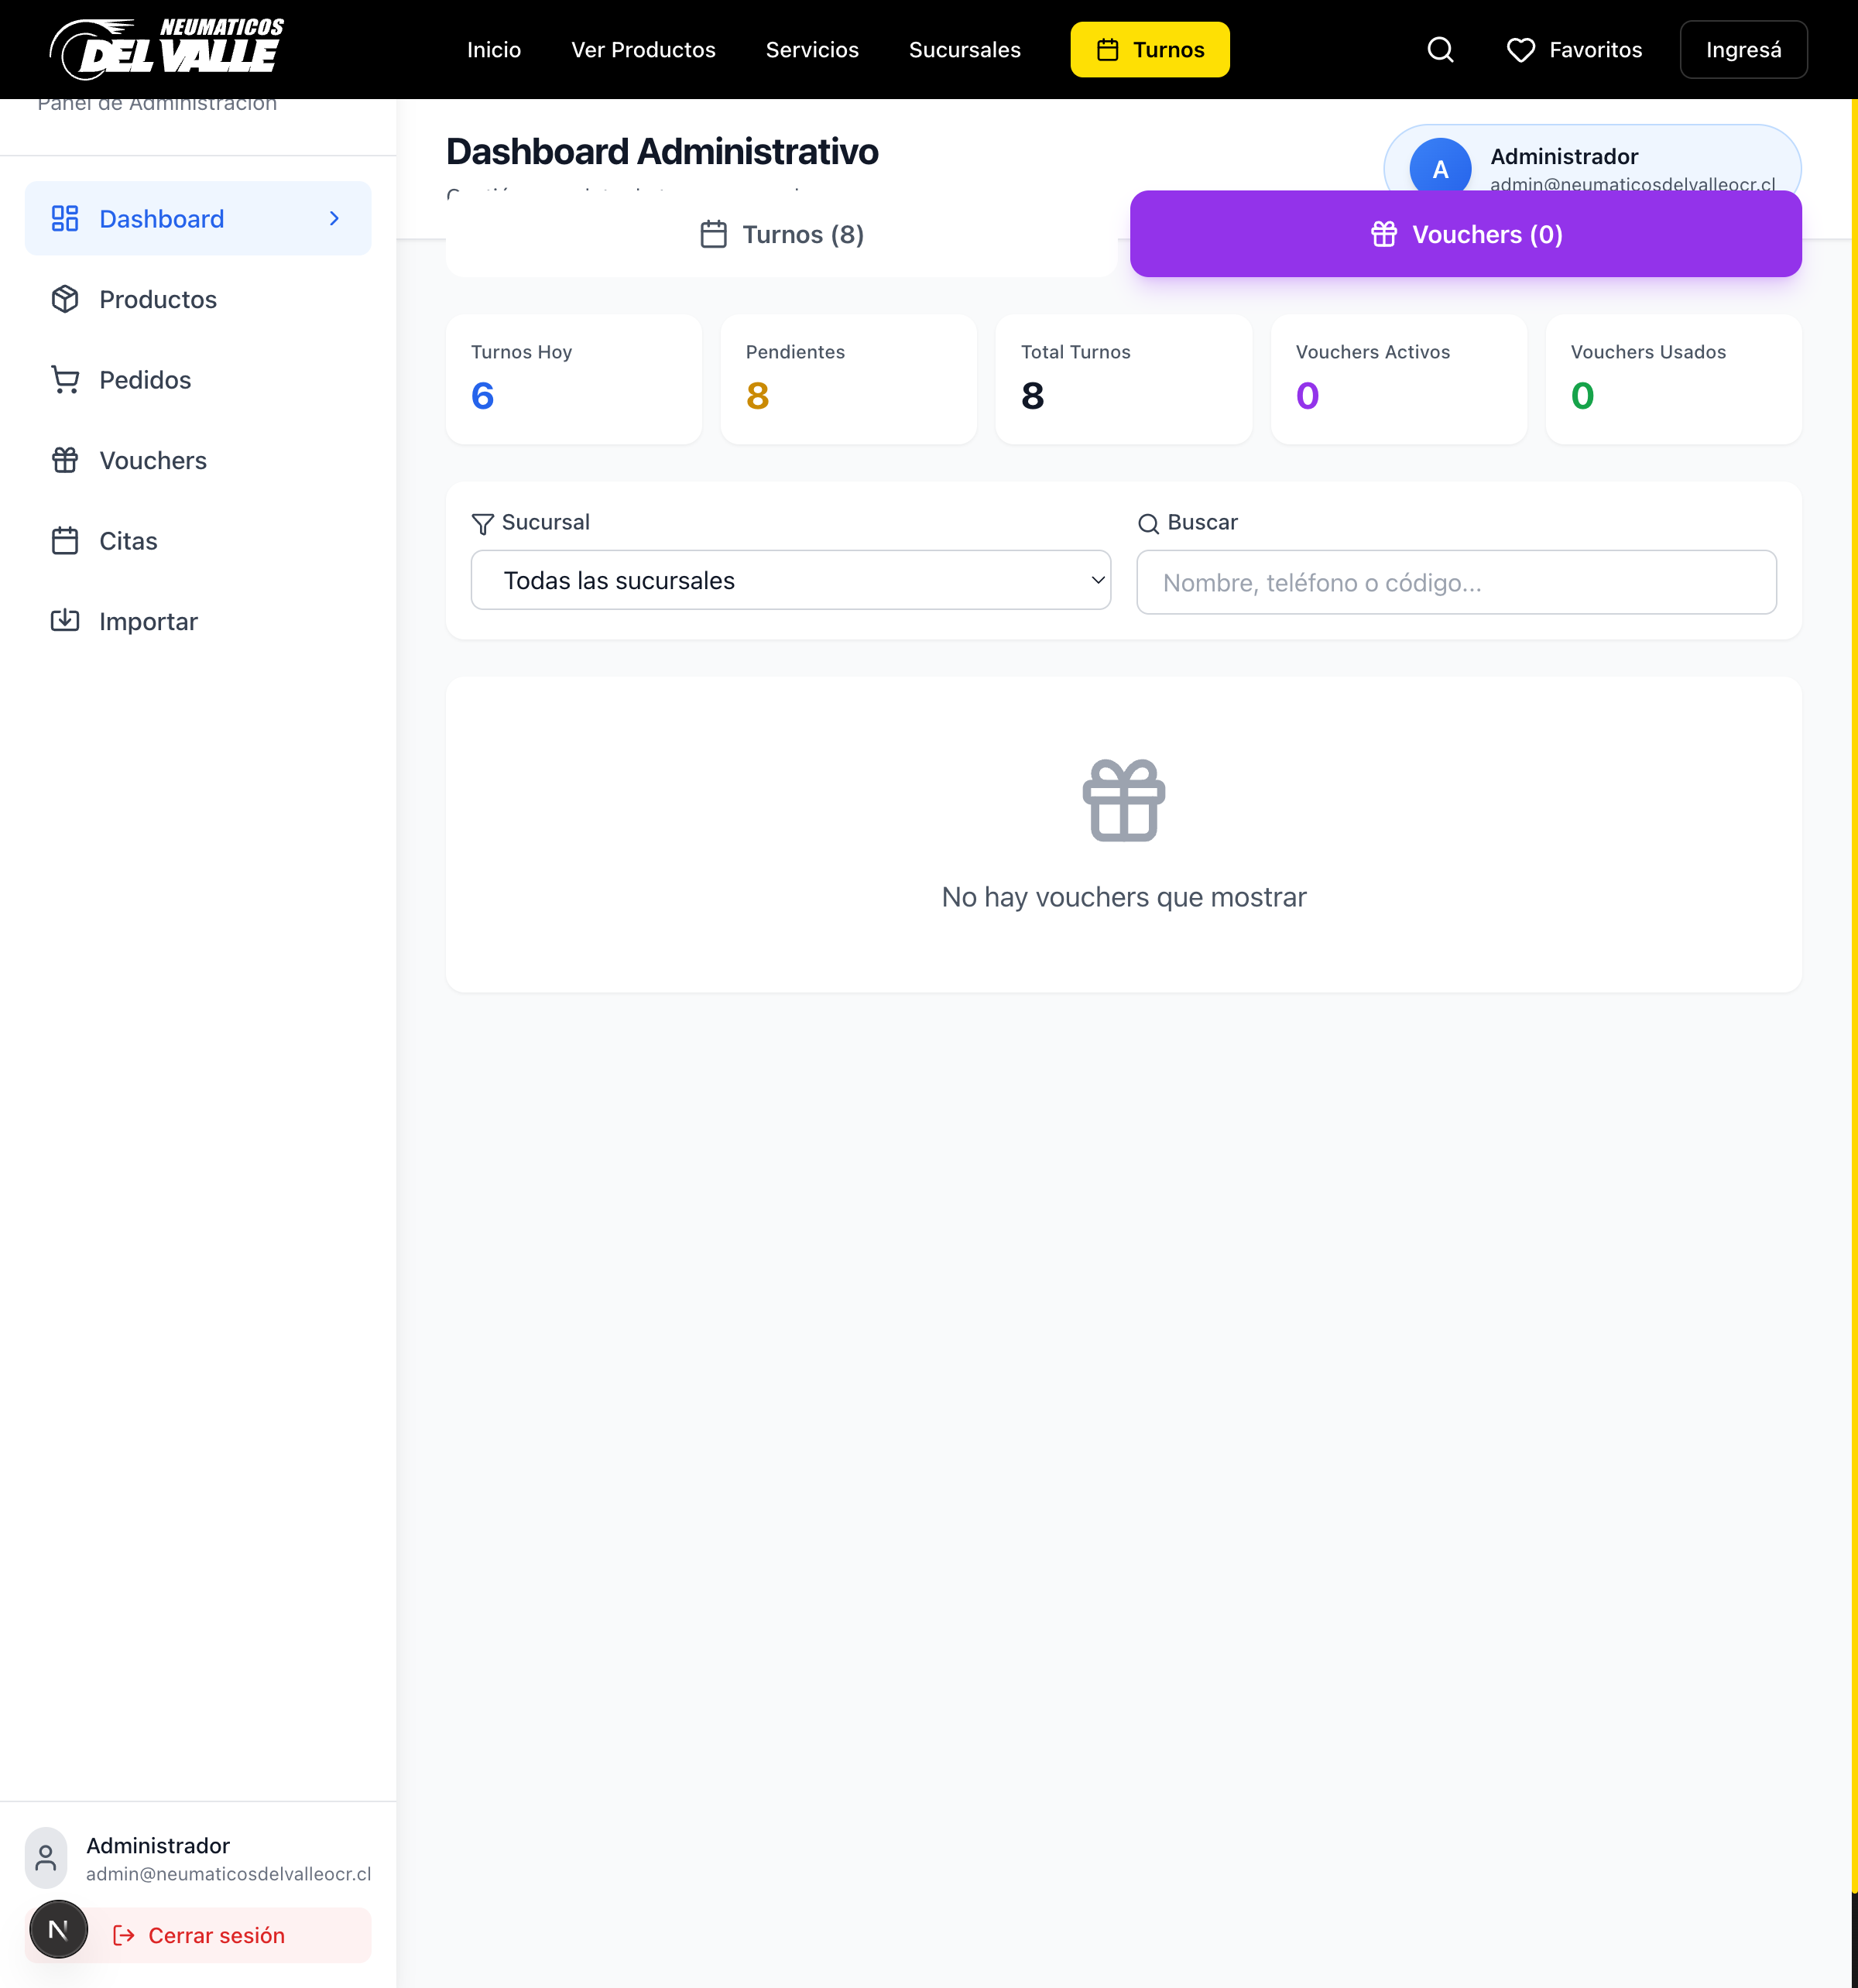 NEUMATICOS
DEL VALLE
Inicio
Ver Productos
Servicios
Sucursales
Turnos
Favoritos
Ingresá
Panel de Administración
Dashboard
Productos
Pedidos
Vouchers
Citas
Importar
Administrador
admin@neumaticosdelvalleocr.cl
Cerrar sesión
N
Dashboard Administrativo
A
Administrador
admin@neumaticosdelvalleocr.cl
Turnos (8)
Vouchers (0)
Turnos Hoy
6
Pendientes
8
Total Turnos
8
Vouchers Activos
0
Vouchers Usados
0
Sucursal
Todas las sucursales
Buscar
Nombre, teléfono o código...
No hay vouchers que mostrar